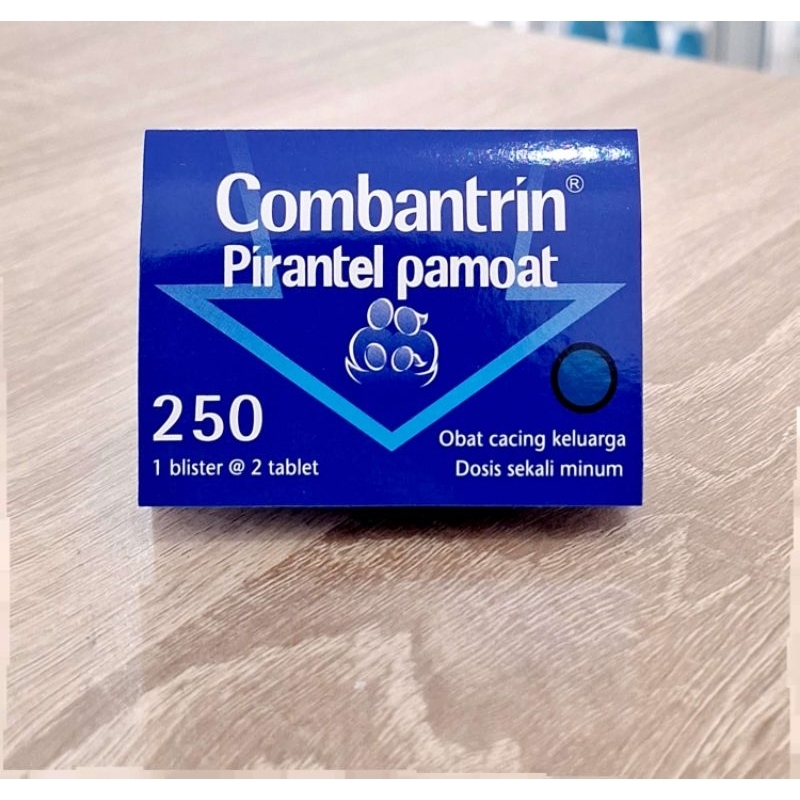 Combantrin®
Pirantel pamoat
250
1 blister @ 2 tablet
Obat cacing keluarga
Dosis sekali minum